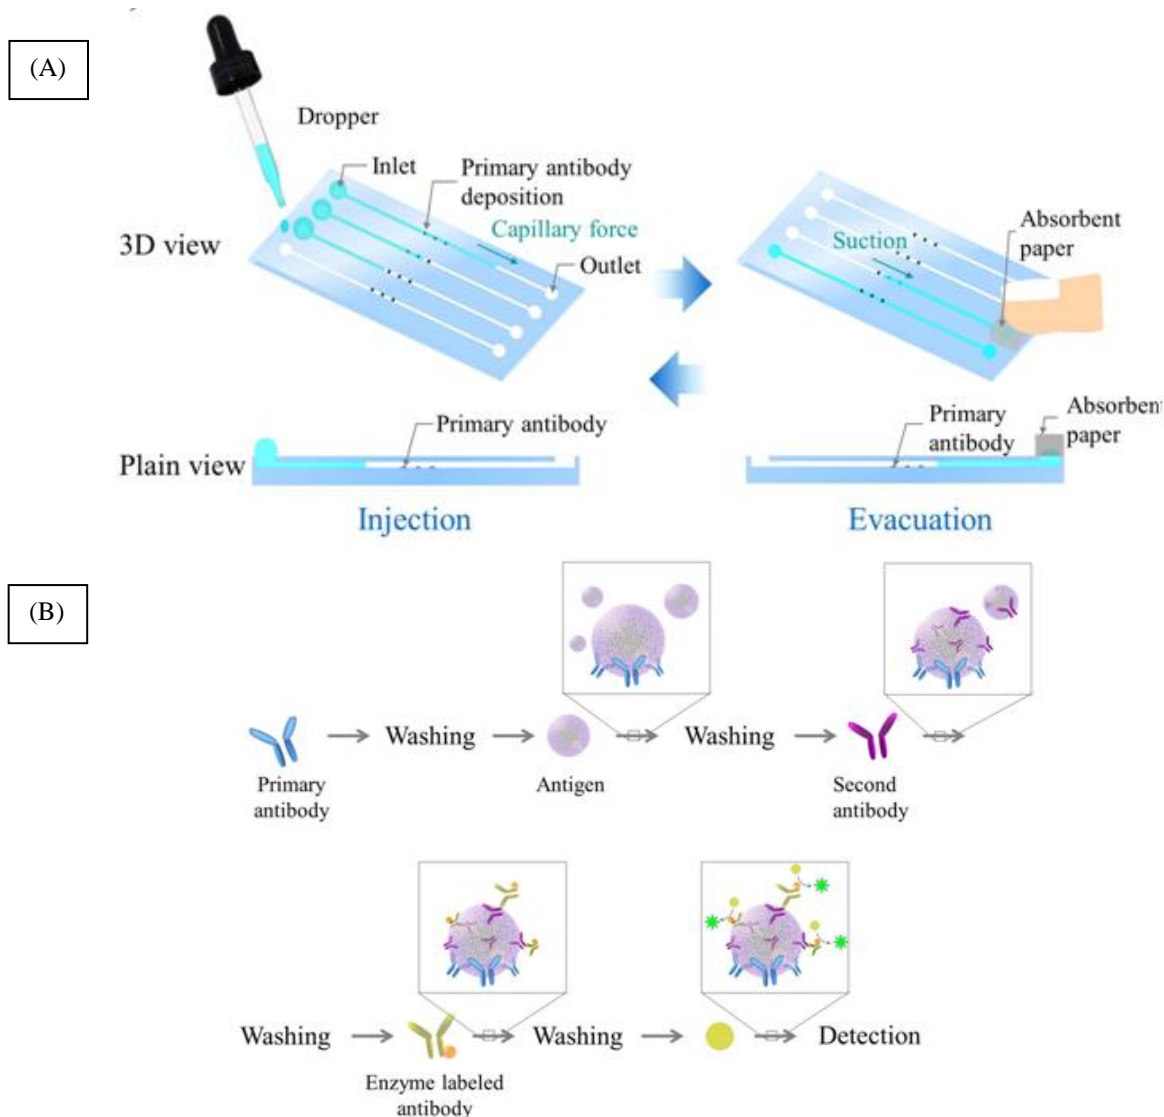 (A)
Dropper
Inlet
Primary antibody
deposition
Capillary force
3D view
Outlet
Suction
Absorbent
paper
Primary antibody
Plain view
Primary
antibody
Absorben
paper
Injection
Evacuation
(B)
Washing
Washing
Primary
antibody
Antigen
Second
antibody
Washing
Washing
Detection
Enzyme labeled
antibody